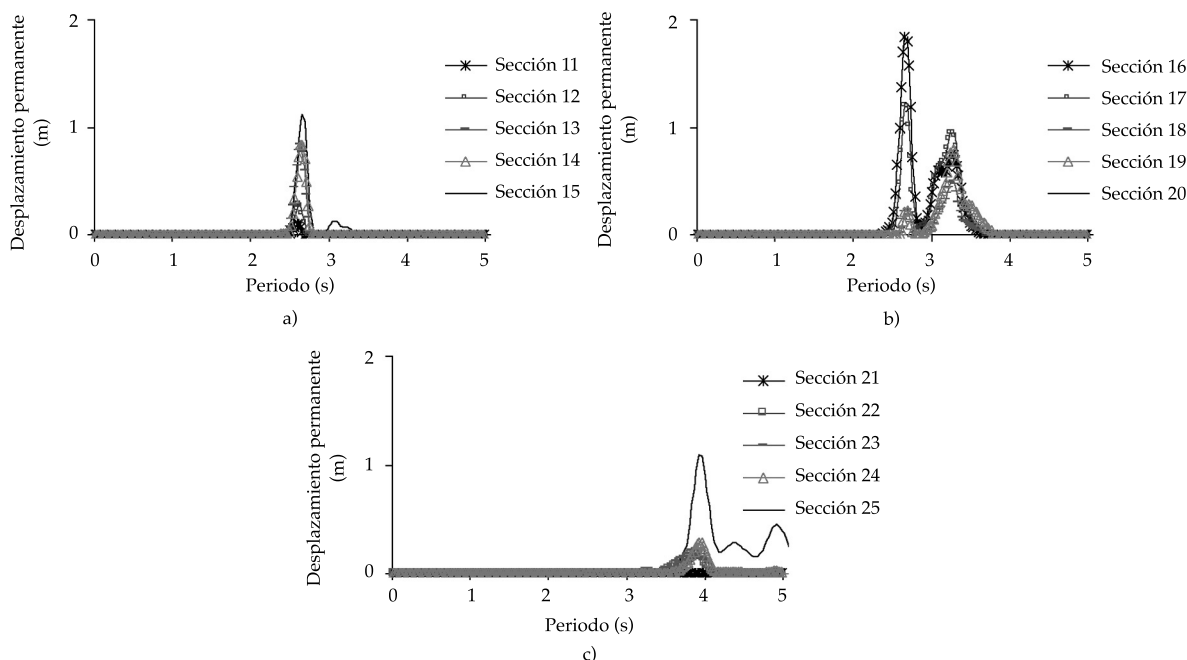 Desplazamiento permanente
(m)
2
1
0
Sección 11
Sección 12
Sección 13
Sección 14
Sección 15
0 1 2 3 4 5
Periodo (s)
a)
Desplazamiento permanente
(m)
2
1
0
Sección 16
Sección 17
Sección 18
Sección 19
Sección 20
0 1 2 3 4 5
Periodo (s)
b)
Desplazamiento permanente
(m)
2
1
0
Sección 21
Sección 22
Sección 23
Sección 24
Sección 25
0 1 2 3 4 5
Periodo (s)
c)